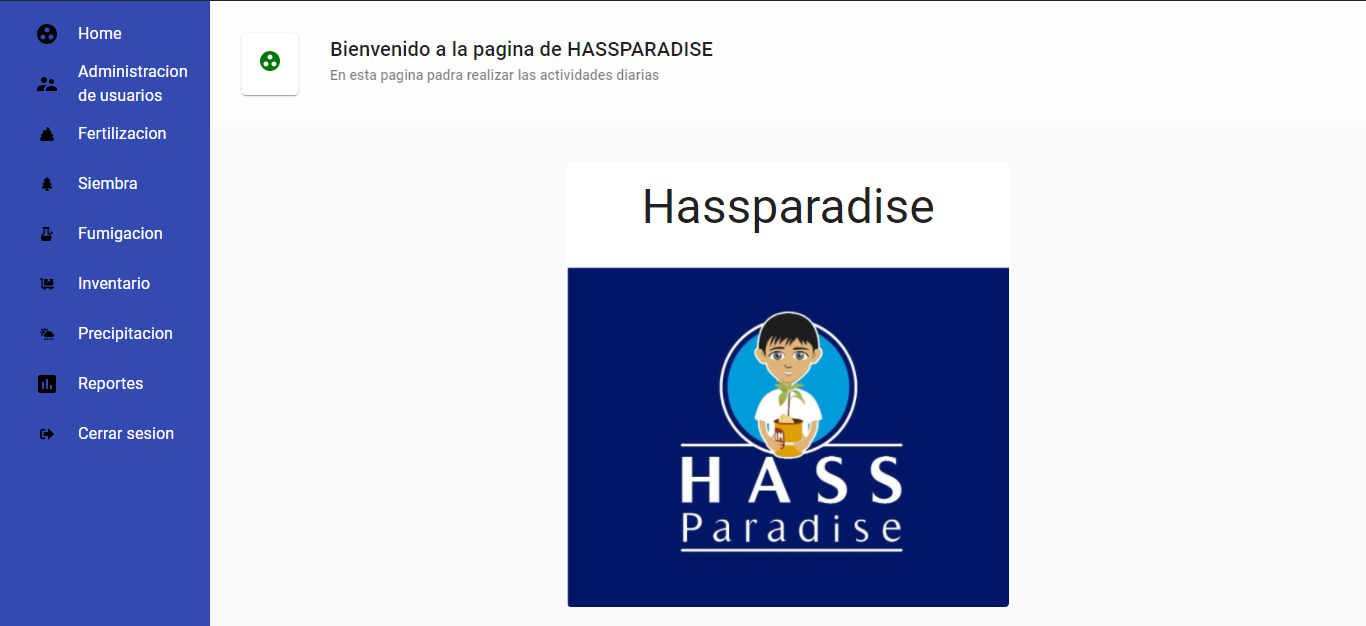 Home
Administracion
de usuarios
Fertilizacion
Siembra
Fumigacion
Inventario
Precipitacion
Reportes
Cerrar sesion
Bienvenido a la pagina de HASSPARADISE
En esta pagina padra realizar las actividades diarias
Hassparadise
HASS
Paradise